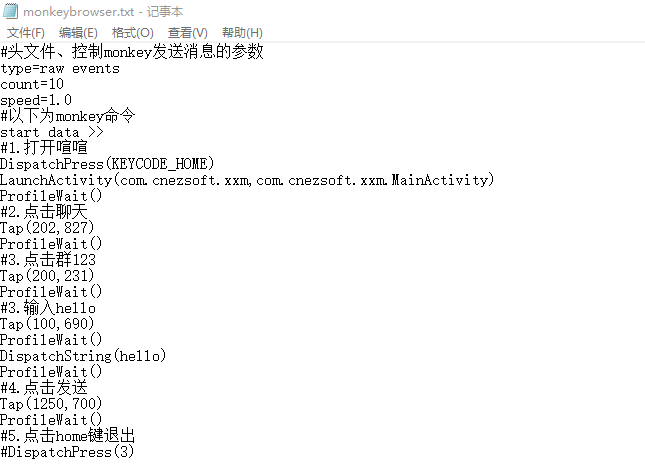 monkeybrowser.txt - 记事本
文件(F) 编辑(E) 格式(O) 查看(V) 帮助(H)
#头文件、控制monkey发送消息的参数
type=raw events
count=10
speed=1.0
#以下为monkey命令
start data >>
#1.打开喧喧
DispatchPress(KEYCODE_HOME)
LaunchActivity(com.cnezsoft.xxm,com.cnezsoft.xxm.MainActivity)
ProfileWait()
#2.点击聊天
Tap(202,827)
ProfileWait()
#3.点击群123
Tap(200,231)
ProfileWait()
#3.输入hello
Tap(100,690)
ProfileWait()
DispatchString(hello)
ProfileWait()
#4.点击发送
Tap(1250,700)
ProfileWait()
#5.点击home键退出
#DispatchPress(3)